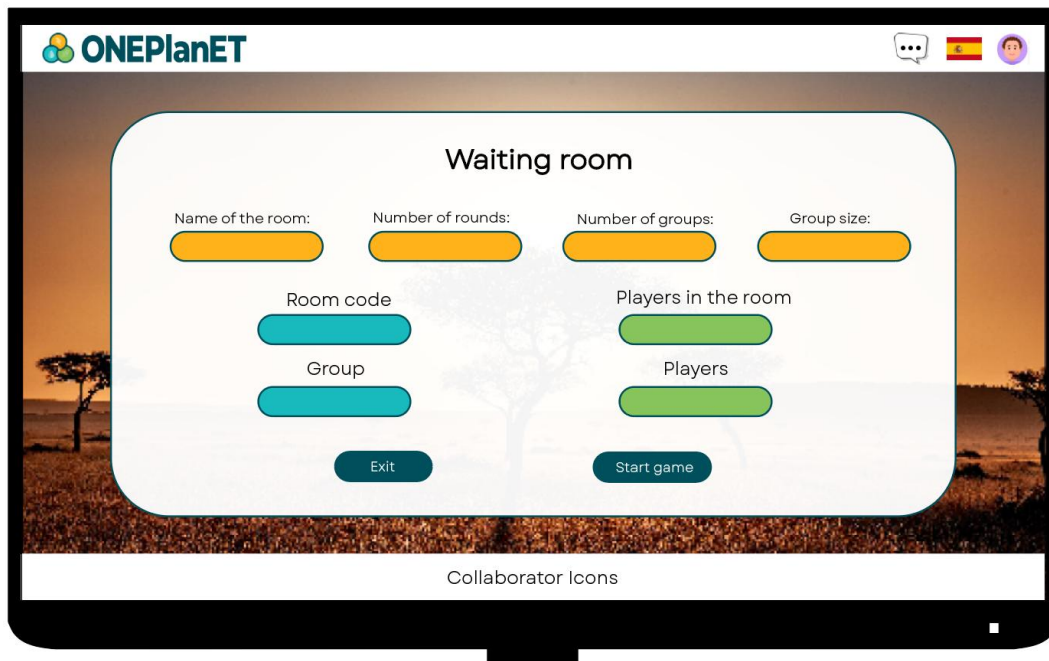 ONEPlanET
Waiting room
Name of the room: Number of rounds: Number of groups: Group size:
Room code Players in the room
Group Players
Exit Start game
Collaborator Icons